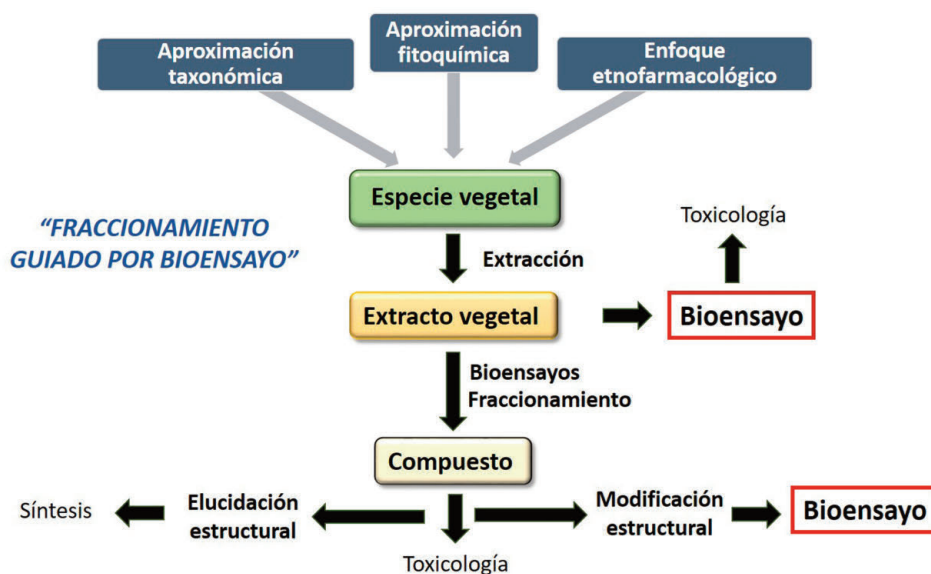 Aproximación
taxonómica
Aproximación
fitoquímica
Enfoque
etnofarmacológico
Especie vegetal
“FRACCIONAMIENTO
GUIADO POR BIOENSAYO”
Toxicología
Extracción
Extracto vegetal
Bioensayo
Bioensayos
Fraccionamiento
Compuesto
Síntesis
Elucidación
estructural
Modificación
estructural
Bioensayo
Toxicología